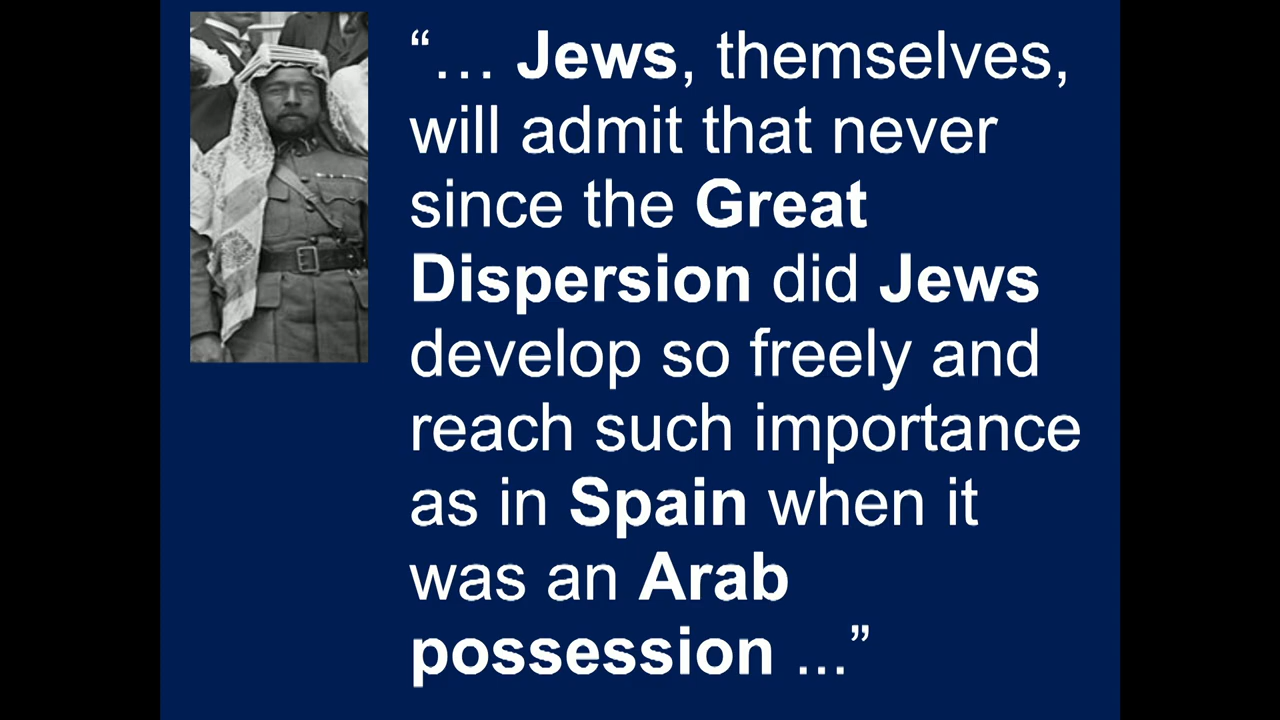 “… Jews, themselves,
will admit that never
since the Great
Dispersion did Jews
develop so freely and
reach such importance
as in Spain when it
was an Arab
possession ...”